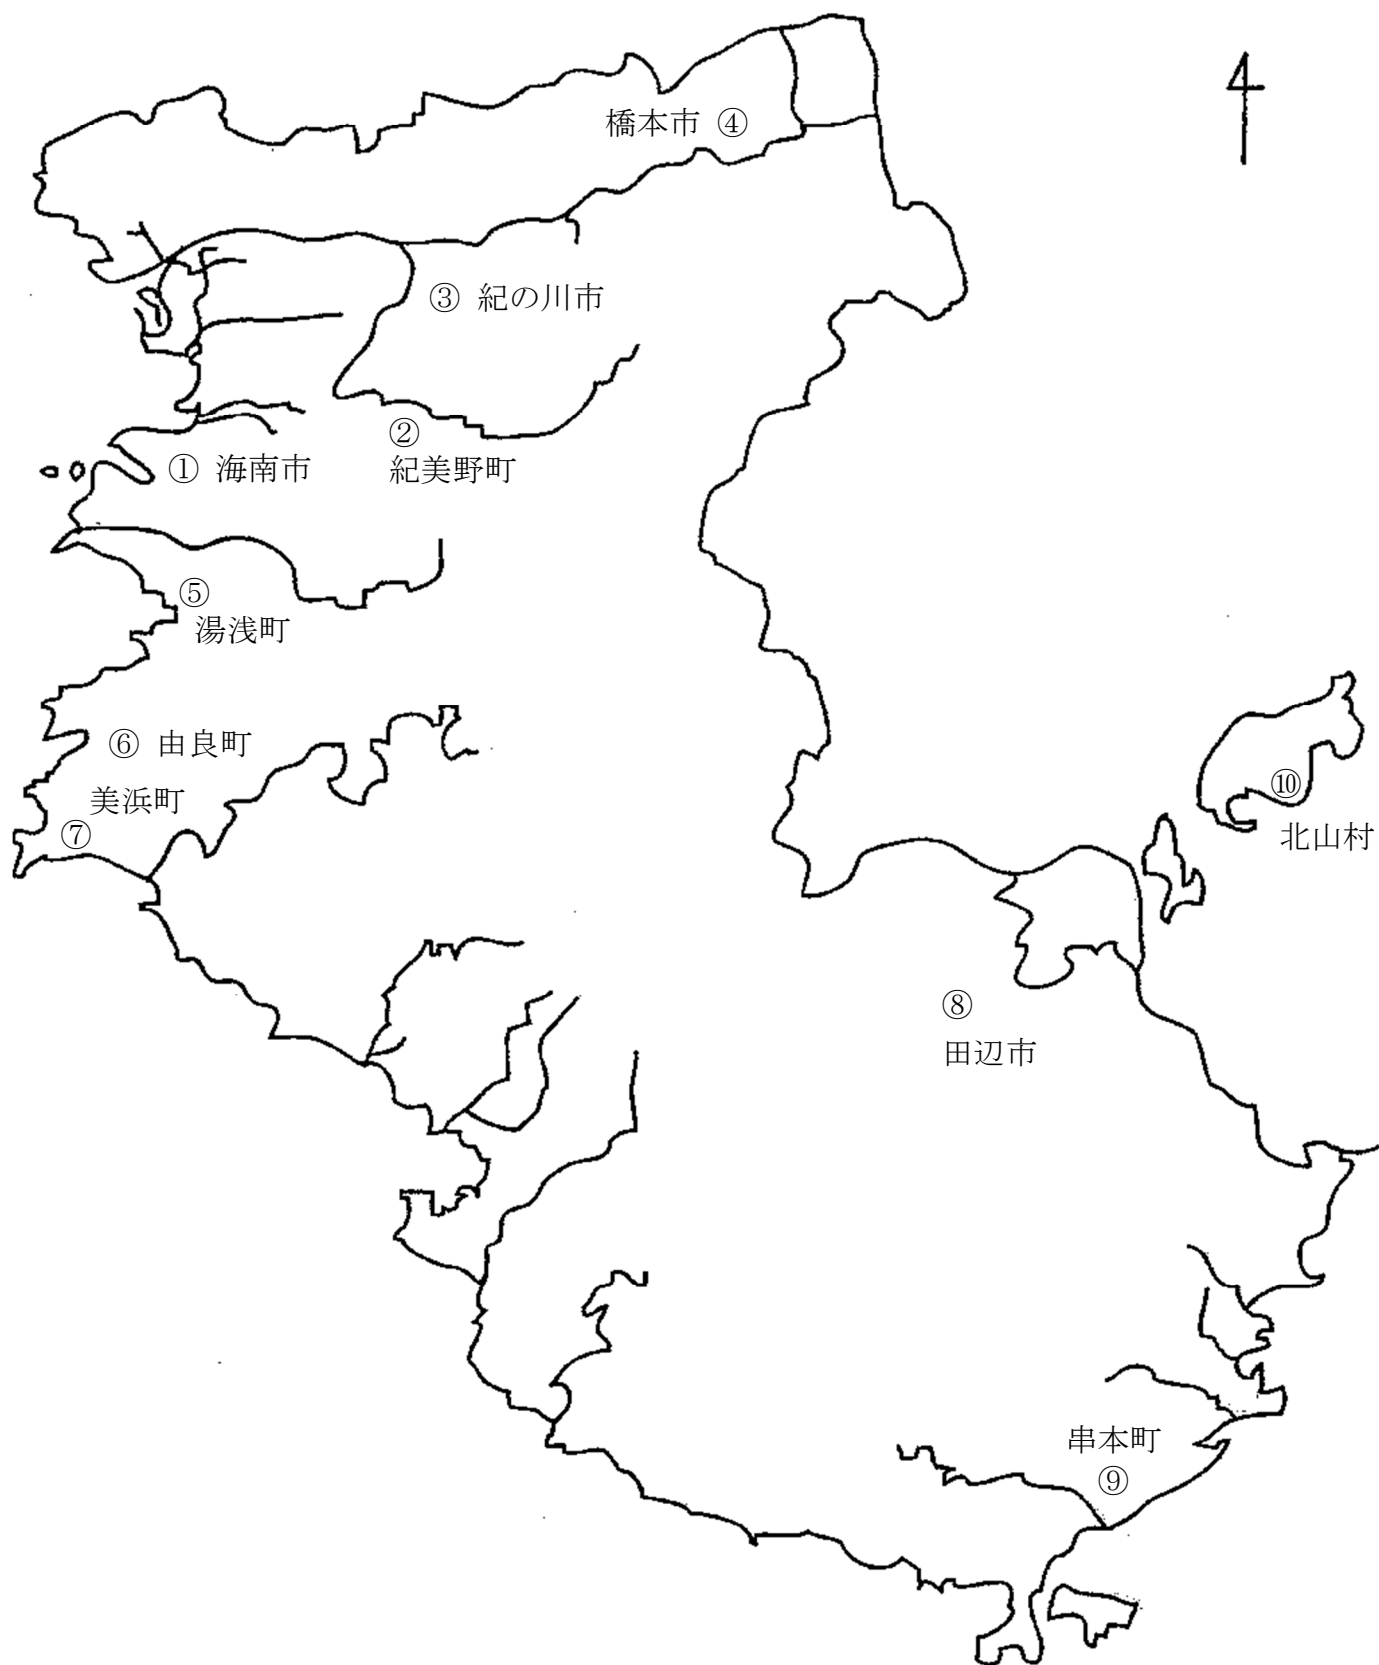 橋本市 ④
③ 紀の川市
②
紀美野町
① 海南市
⑤
湯浅町
⑥ 由良町
美浜町
⑦
⑩
北山村
⑧
田辺市
串本町
⑨